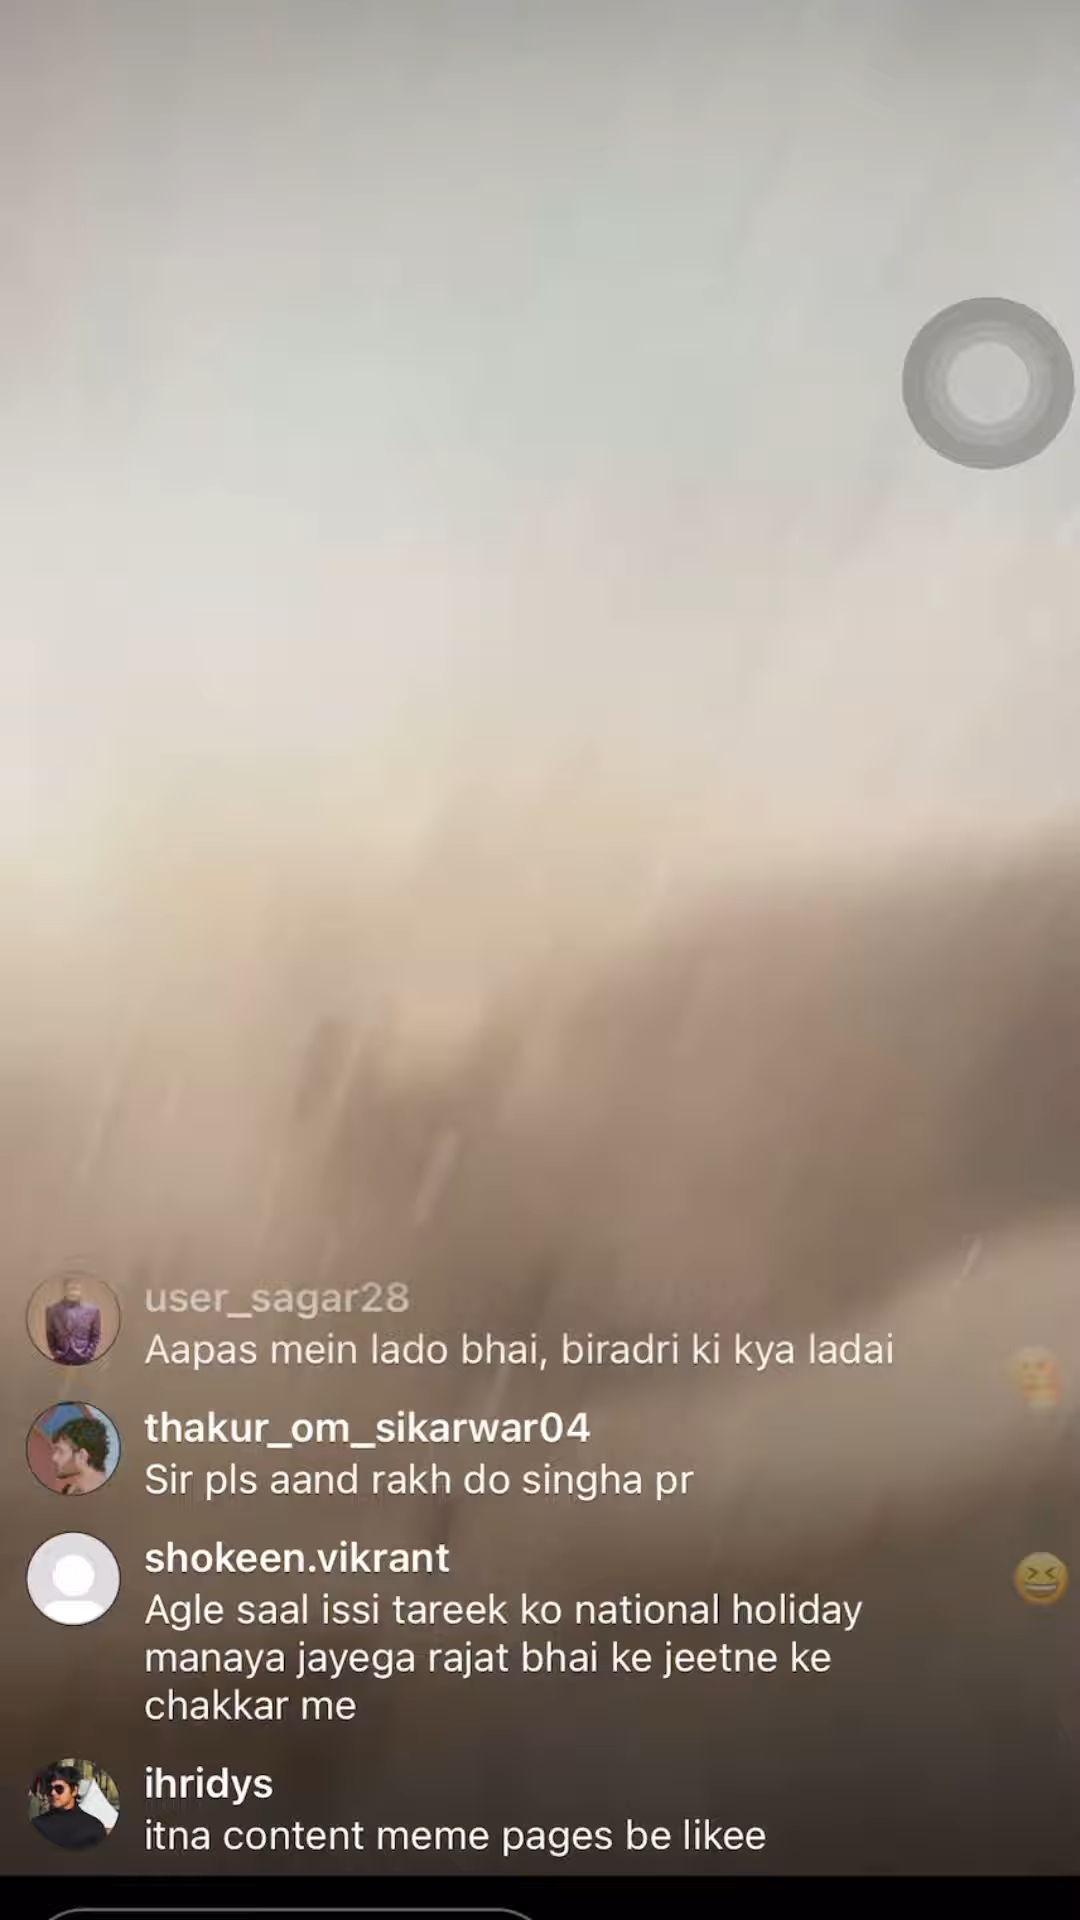 user_sagar28
Aapas mein lado bhai, biradri ki kya ladai
thakur_om_sikarwar04
Sir pls aand rakh do singha pr
shokeen.vikrant
Agle saal issi tareek ko national holiday
manaya jayega rajat bhai ke jeetne ke
chakkar me
ihridys
itna content meme pages be likee